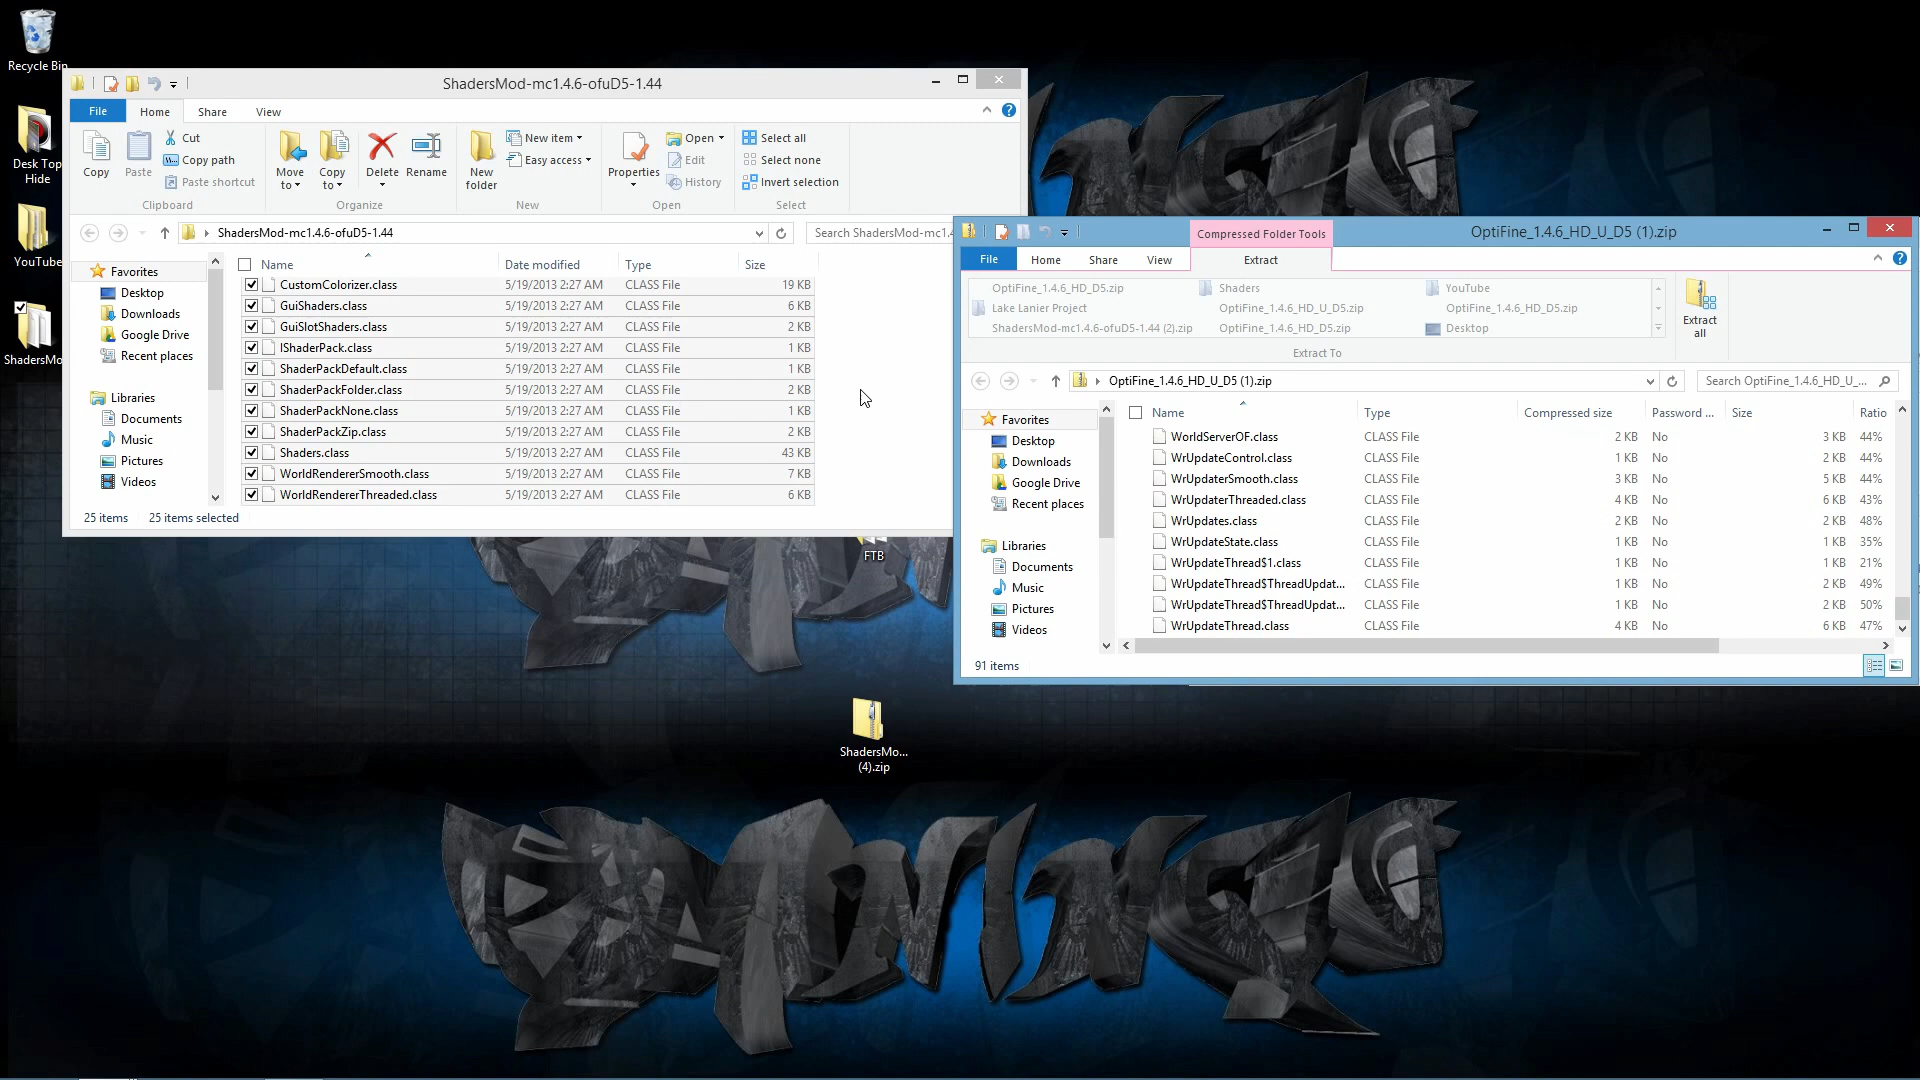 Recycle Bin
Desk Top
Hide
YouTube
ShadersMo
ShadersMod-mc1.4.6-ofuD5-1.44
File Home Share View
Copy
Paste
Cut
Copy path
Paste shortcut
Clipboard
Move
to
Copy
to
Delete
Rename
Organize
New
folder
New item
Easy access
New
Properties
Open
Edit
History
Open
Select all
Select none
Invert selection
Select
ShadersMod-mc1.4.6-ofuD5-1.44
Search ShadersMod-mc1.4
Favorites
Desktop
Downloads
Google Drive
Recent places
Libraries
Documents
Music
Pictures
Videos
Name Date modified Type Size
CustomColorizer.class 5/19/2013 2:27 AM CLASS File 19 KB
GuiShaders.class 5/19/2013 2:27 AM CLASS File 6 KB
GuiSlotShaders.class 5/19/2013 2:27 AM CLASS File 2 KB
IShaderPack.class 5/19/2013 2:27 AM CLASS File 1 KB
ShaderPackDefault.class 5/19/2013 2:27 AM CLASS File 1 KB
ShaderPackFolder.class 5/19/2013 2:27 AM CLASS File 2 KB
ShaderPackNone.class 5/19/2013 2:27 AM CLASS File 1 KB
ShaderPackZip.class 5/19/2013 2:27 AM CLASS File 2 KB
Shaders.class 5/19/2013 2:27 AM CLASS File 43 KB
WorldRendererSmooth.class 5/19/2013 2:27 AM CLASS File 7 KB
WorldRendererThreaded.class 5/19/2013 2:27 AM CLASS File 6 KB
25 items 25 items selected
Compressed Folder Tools
OptiFine_1.4.6_HD_U_D5 (1).zip
File Home Share View Extract
OptiFine_1.4.6_HD_D5.zip Shaders YouTube
Lake Lanier Project OptiFine_1.4.6_HD_U_D5.zip OptiFine_1.4.6_HD_D5.zip
ShadersMod-mc1.4.6-ofuD5-1.44 (2).zip OptiFine_1.4.6_HD_D5.zip Desktop
Extract To
Extract
all
OptiFine_1.4.6_HD_U_D5 (1).zip
Search OptiFine_1.4.6_HD_U_...
Favorites
Desktop
Downloads
Google Drive
Recent places
Libraries
Documents
Music
Pictures
Videos
Name Type Compressed size Password ... Size Ratio
WorldServerOF.class CLASS File 2 KB No 3 KB 44%
WrUpdateControl.class CLASS File 1 KB No 2 KB 44%
WrUpdaterSmooth.class CLASS File 3 KB No 5 KB 44%
WrUpdaterThreaded.class CLASS File 4 KB No 6 KB 43%
WrUpdates.class CLASS File 2 KB No 2 KB 48%
WrUpdateState.class CLASS File 1 KB No 1 KB 35%
WrUpdateThread$1.class CLASS File 1 KB No 1 KB 21%
WrUpdateThread$ThreadUpdat... CLASS File 1 KB No 2 KB 49%
WrUpdateThread$ThreadUpdat... CLASS File 1 KB No 2 KB 50%
WrUpdateThread.class CLASS File 4 KB No 6 KB 47%
91 items
FTB
ShadersMo...
(4).zip